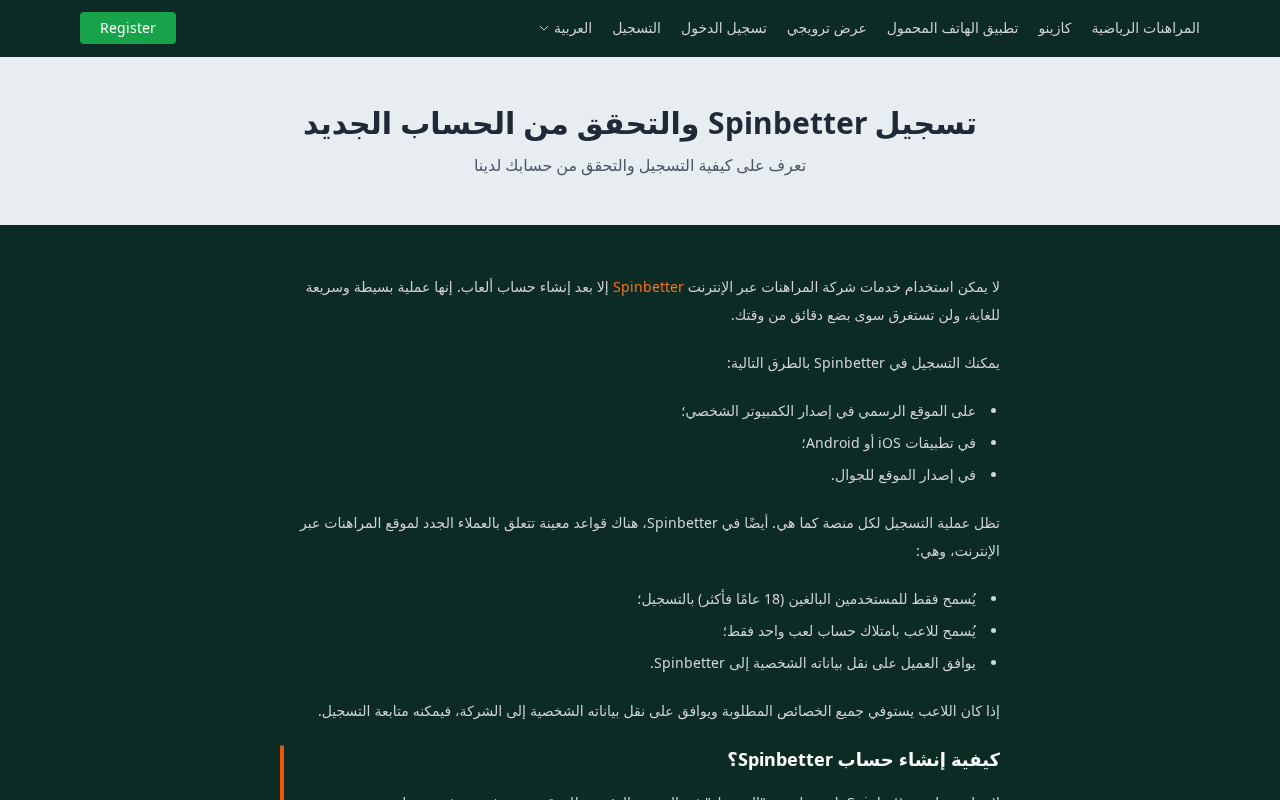 المراهنات الرياضية كازينو تطبيق الهاتف المحمول عرض ترويجي تسجيل الدخول التسجيل العربية
Register
تسجيل Spinbetter والتحقق من الحساب الجديد
تعرف على كيفية التسجيل والتحقق من حسابك لدينا
لا يمكن استخدام خدمات شركة المراهنات عبر الإنترنت Spinbetter إلا بعد إنشاء حساب ألعاب. إنها عملية بسيطة وسريعة
للغاية، ولن تستغرق سوى بضع دقائق من وقتك.
يمكنك التسجيل في Spinbetter بالطرق التالية:
على الموقع الرسمي في إصدار الكمبيوتر الشخصي؛
في تطبيقات iOS أو Android؛
في إصدار الموقع للجوال.
تظل عملية التسجيل لكل منصة كما هي. أيضًا في Spinbetter، هناك قواعد معينة تتعلق بالعملاء الجدد لموقع المراهنات عبر
الإنترنت، وهي:
يُسمح فقط للمستخدمين البالغين (18 عامًا فأكثر) بالتسجيل؛
يُسمح للاعب بامتلاك حساب لعب واحد فقط؛
يوافق العميل على نقل بياناته الشخصية إلى Spinbetter.
إذا كان اللاعب يستوفي جميع الخصائص المطلوبة ويوافق على نقل بياناته الشخصية إلى الشركة، فيمكنه متابعة التسجيل.
كيفية إنشاء حساب Spinbetter؟